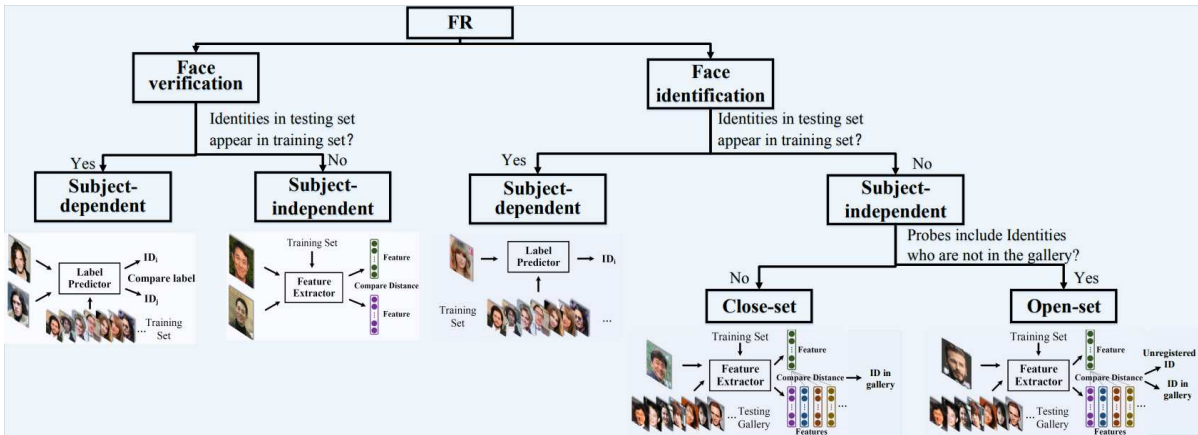 FR
Face
verification
Face
identification
Identities in testing set
appear in training set?
Identities in testing set
appear in training set?
Yes
No
Yes
No
Subject-
dependent
Subject-
independent
Subject-
dependent
Subject-
independent
Label
Predictor
IDi
Compare label
IDj
... Training
Set
Training Set
Feature
Extractor
Feature
Compare Distance
Feature
Label
Predictor
IDi
Training
Set
...
Probes include Identities
who are not in the gallery?
No
Yes
Close-set
Open-set
Training Set
Feature
Extractor
Feature
Compare Distance
ID in
gallery
...
...Testing
Gallery
Features
Training Set
Feature
Extractor
Feature
Compare Distance
Unregistered
ID
ID in
gallery
...
...Testing
Gallery
Features